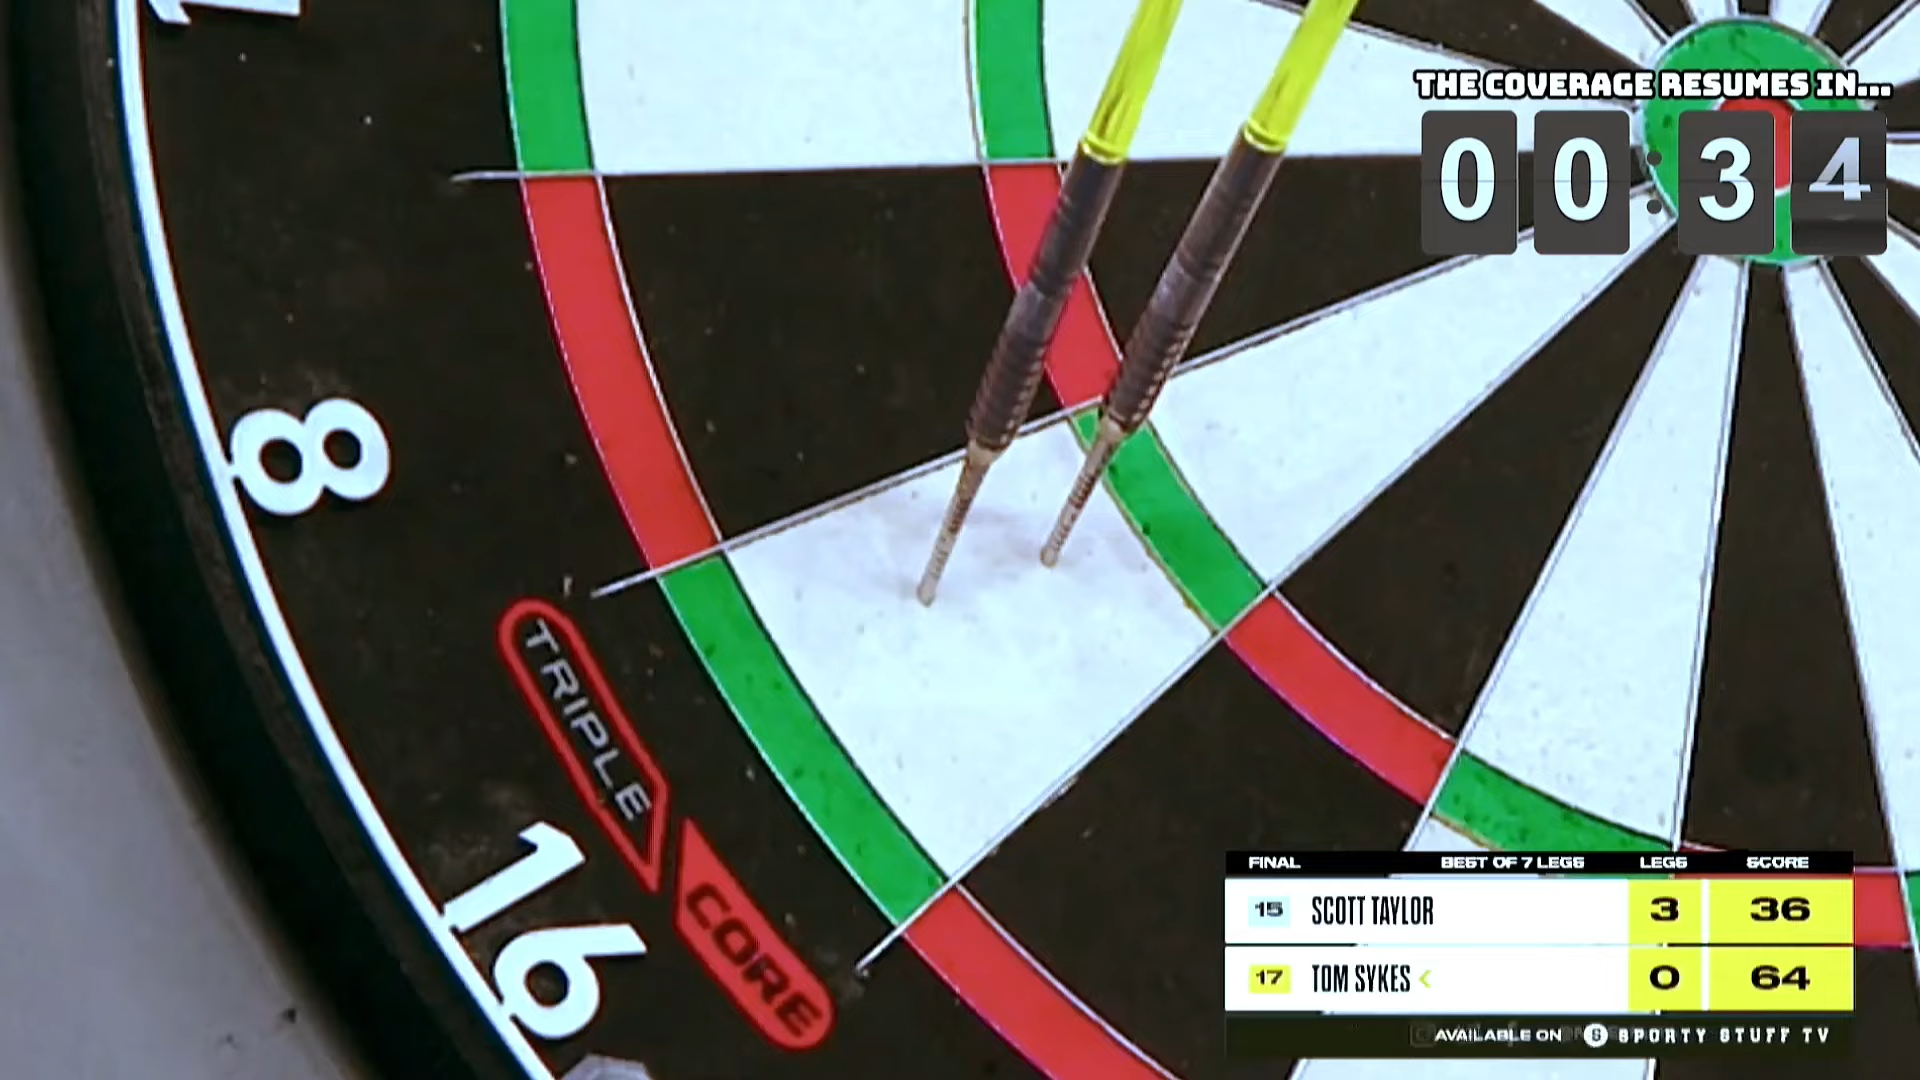 THE COVERAGE RESUMES IN...
00:34
8
TRIPLE
CORE
16
FINAL BEST OF 7 LEGS LEGS SCORE
15 SCOTT TAYLOR 3 36
17 TOM SYKES < 0 64
AVAILABLE ON S SPORTY STUFF TV